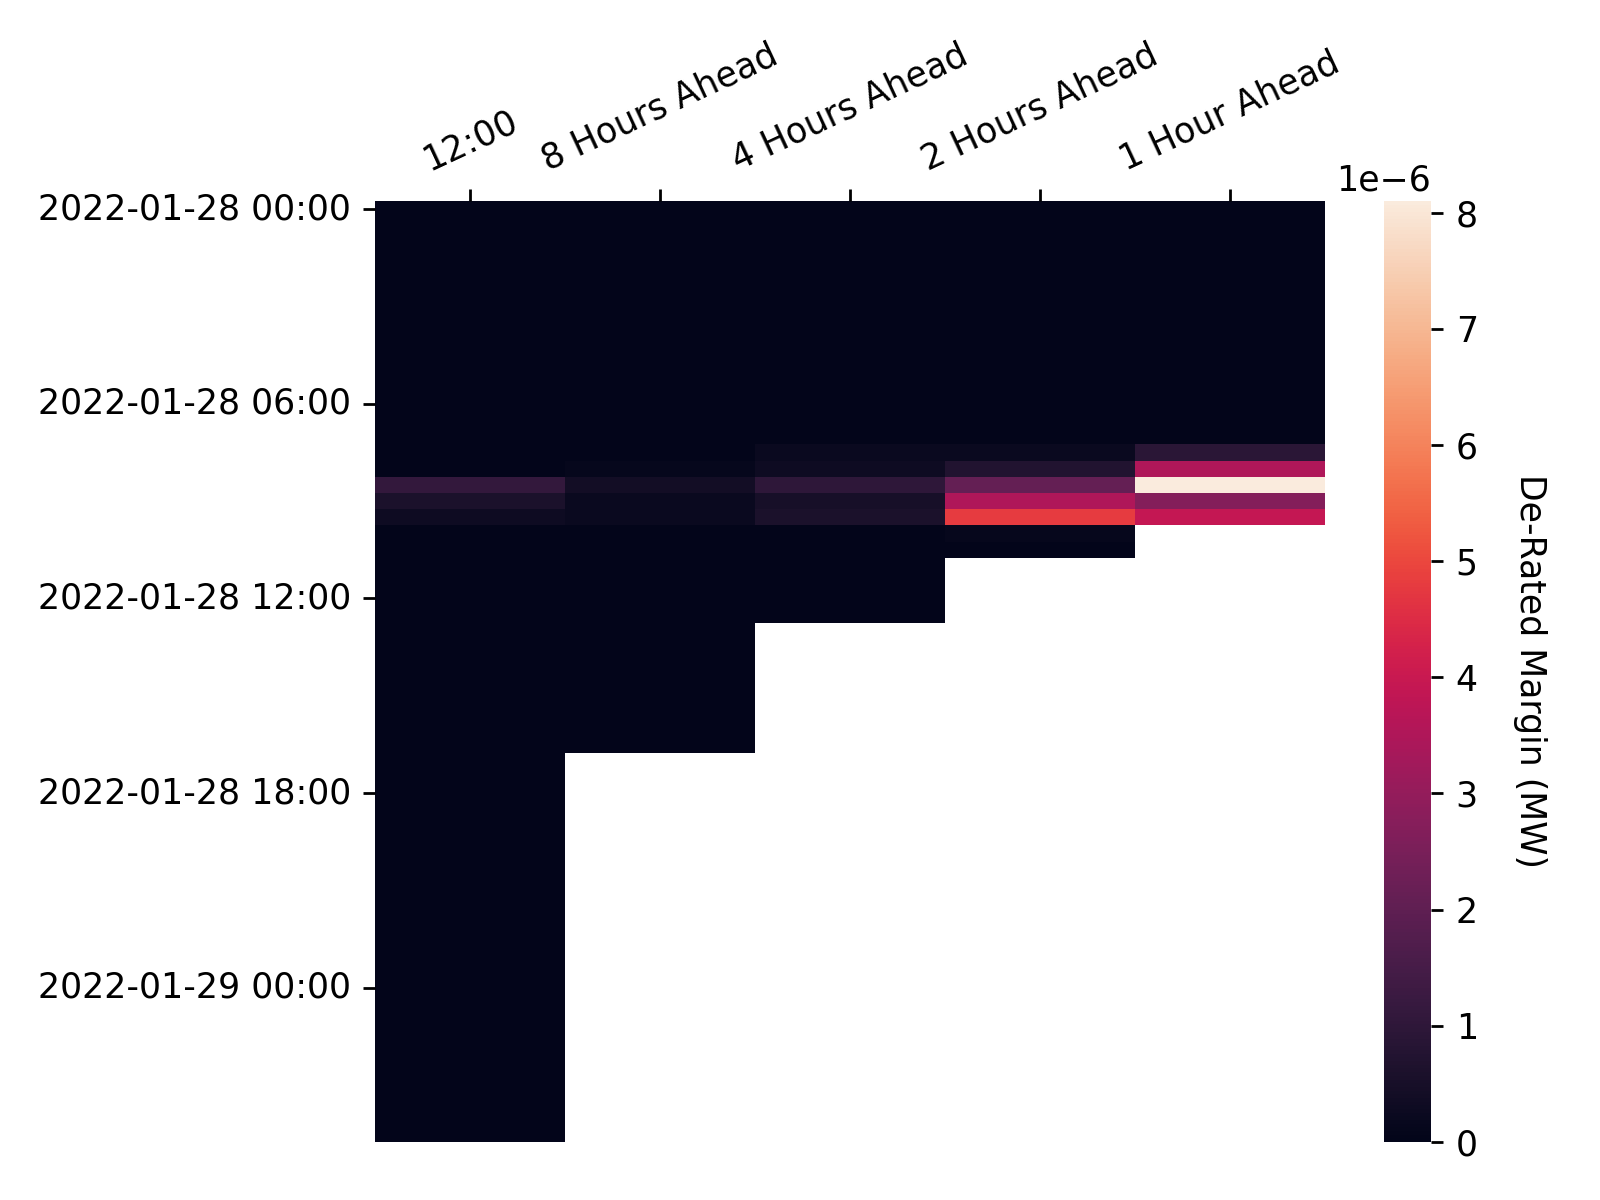 12:00
8 Hours Ahead
4 Hours Ahead
2 Hours Ahead
1 Hour Ahead
2022-01-28 00:00
2022-01-28 06:00
2022-01-28 12:00
2022-01-28 18:00
2022-01-29 00:00
1e−6
8
7
6
5
4
3
2
1
0
De-Rated Margin (MW)